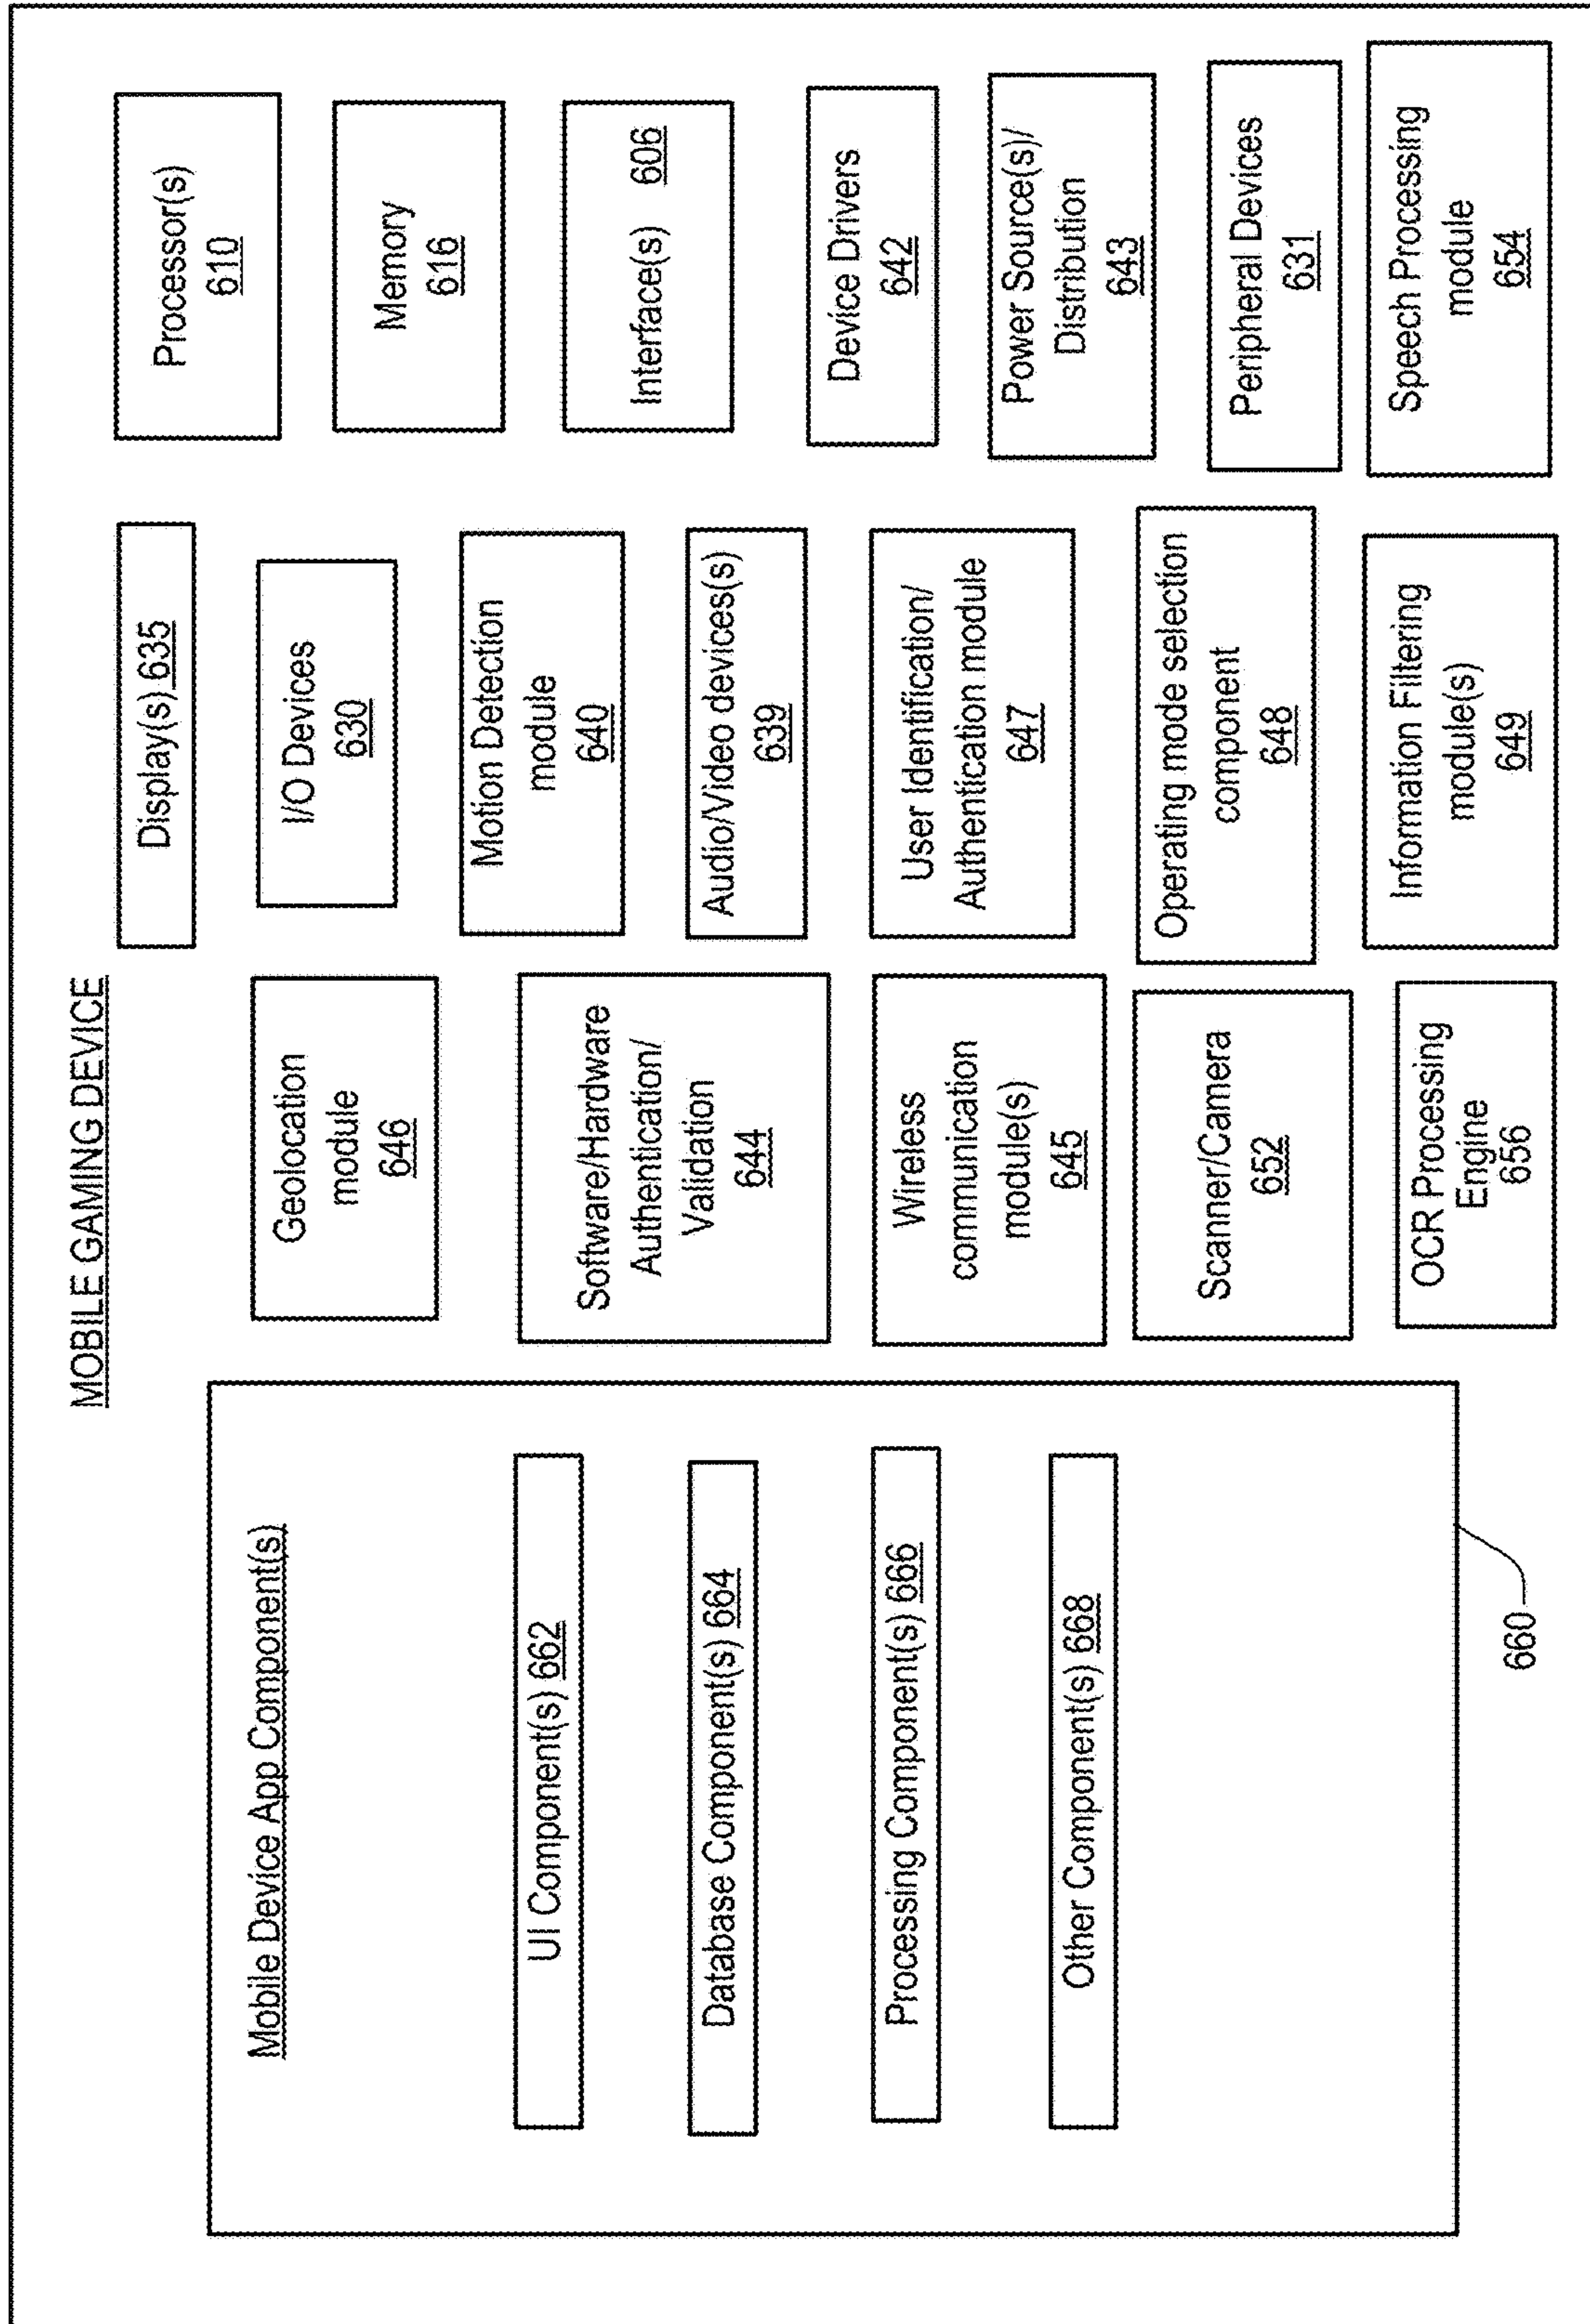 MOBILE GAMING DEVICE
Mobile Device App Component(s)
UI Component(s) 662
Database Component(s) 664
Processing Component(s) 666
Other Component(s) 668
660
Geolocation
module
646
Software/Hardware
Authentication/
Validation
644
Wireless
communication
module(s)
645
Scanner/Camera
652
OCR Processing
Engine
656
Display(s) 635
I/O Devices
630
Motion Detection
module
640
Audio/Video devices(s)
639
User Identification/
Authentication module
647
Operating mode selection
component
648
Information Filtering
module(s)
649
Processor(s)
610
Memory
616
Interface(s) 606
Device Drivers
642
Power Source(s)/
Distribution
643
Peripheral Devices
631
Speech Processing
module
654